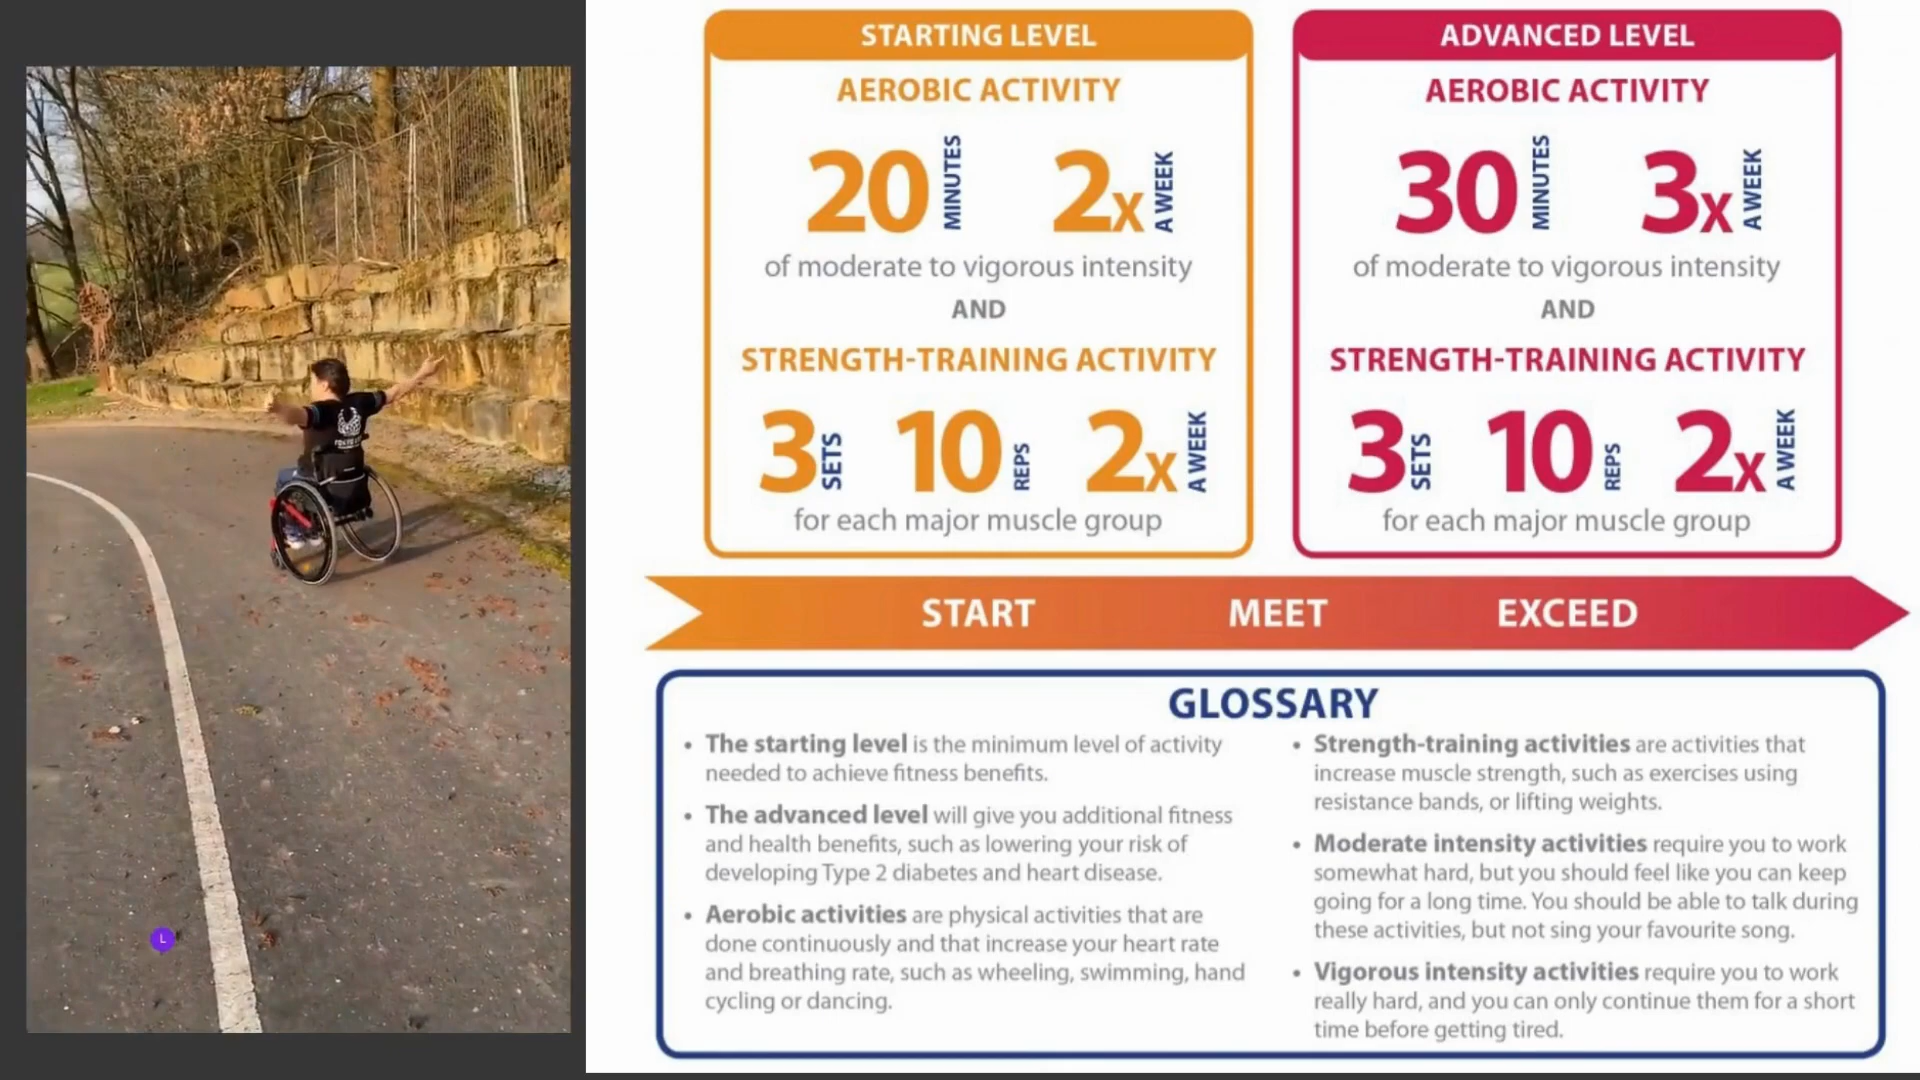 STARTING LEVEL
AEROBIC ACTIVITY
20 MINUTES 2x A WEEK
of moderate to vigorous intensity
AND
STRENGTH-TRAINING ACTIVITY
3 SETS 10 REPS 2x A WEEK
for each major muscle group
ADVANCED LEVEL
AEROBIC ACTIVITY
30 MINUTES 3x A WEEK
of moderate to vigorous intensity
AND
STRENGTH-TRAINING ACTIVITY
3 SETS 10 REPS 2x A WEEK
for each major muscle group
START MEET EXCEED
GLOSSARY
• The starting level is the minimum level of activity
needed to achieve fitness benefits.
• The advanced level will give you additional fitness
and health benefits, such as lowering your risk of
developing Type 2 diabetes and heart disease.
• Aerobic activities are physical activities that are
done continuously and that increase your heart rate
and breathing rate, such as wheeling, swimming, hand
cycling or dancing.
• Strength-training activities are activities that
increase muscle strength, such as exercises using
resistance bands, or lifting weights.
• Moderate intensity activities require you to work
somewhat hard, but you should feel like you can keep
going for a long time. You should be able to talk during
these activities, but not sing your favourite song.
• Vigorous intensity activities require you to work
really hard, and you can only continue them for a short
time before getting tired.
L